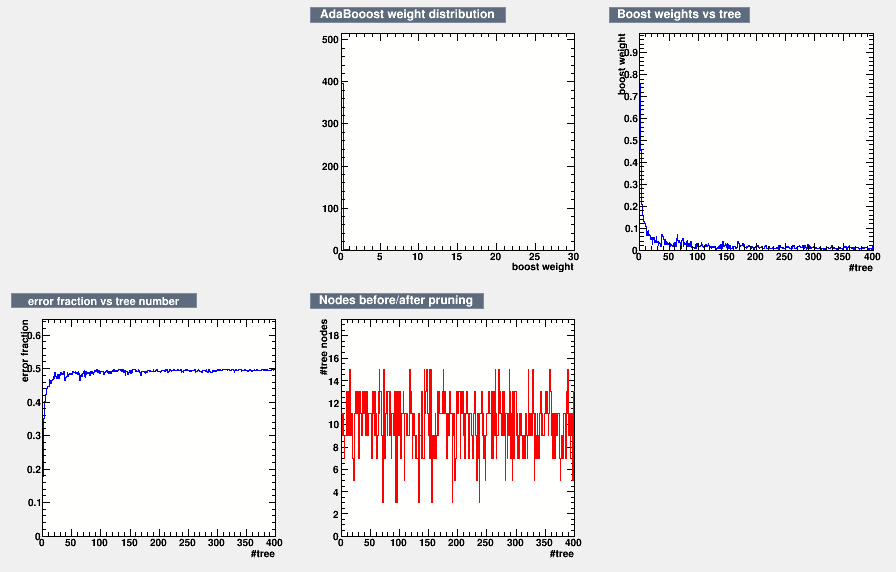 AdaBooost weight distribution
500
400
300
200
100
0
0 5 10 15 20 25 30
boost weight
Boost weights vs tree
boost weight
0.9
0.8
0.7
0.6
0.5
0.4
0.3
0.2
0.1
0
50 100 150 200 250 300 350 400
#tree
error fraction vs tree number
error fraction
0.6
0.5
0.4
0.3
0.2
0.1
0
0 50 100 150 200 250 300 350 400
#tree
Nodes before/after pruning
#tree nodes
18
16
14
12
10
8
6
4
2
0
0 50 100 150 200 250 300 350 400
#tree